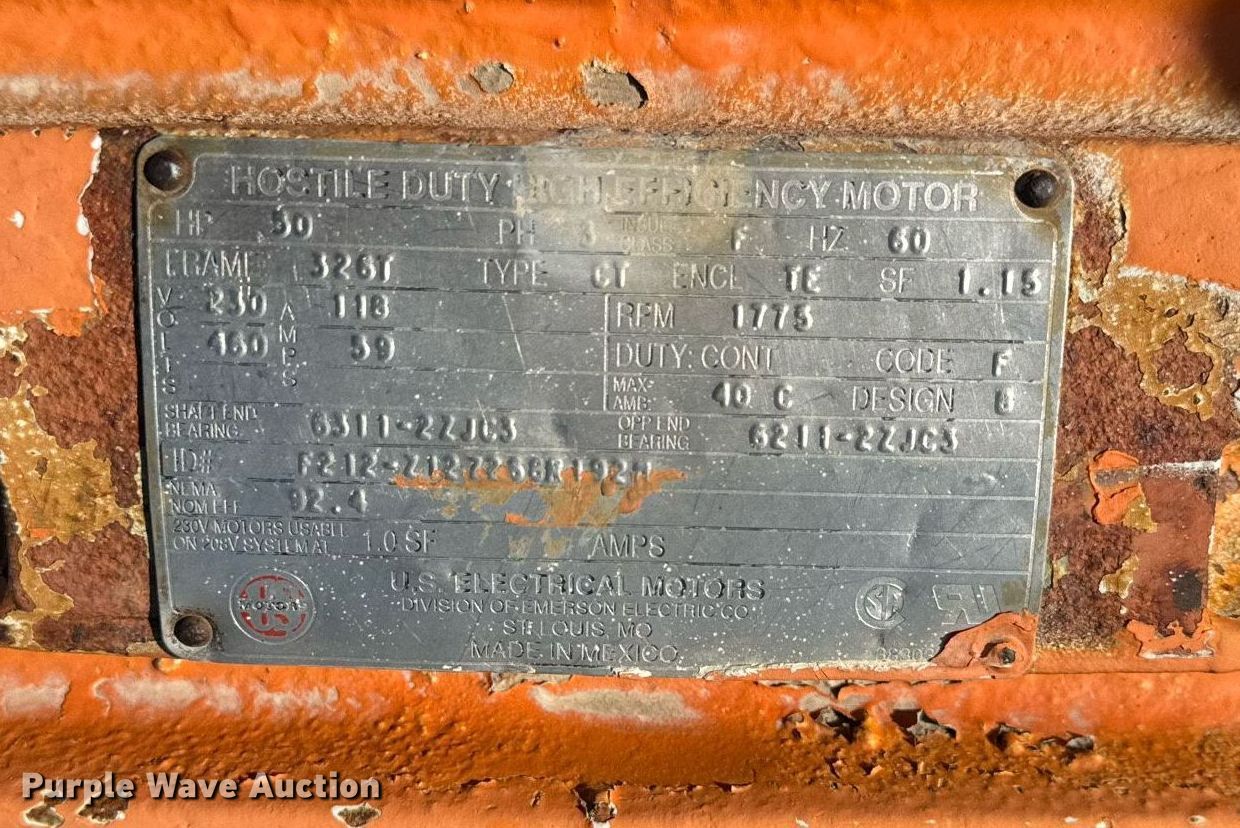 HOSTILE DUTY HIGH EFFICIENCY MOTOR
HP 50 PH 3 INSUL CLASS F HZ 60
FRAME 326T TYPE CT ENCL TE SF 1.15
VOLTS 230 AMPS 118 RPM 1775
460 59 DUTY: CONT CODE F
MAX. AMB: 40 C DESIGN B
SHAFT END BEARING 6311-2ZJC3 OPP END BEARING 6211-2ZJC3
ID#
NEMA NOM EFF 92.4
230V MOTORS USABLE
ON 208V SYSTEM AT 1.0 SF AMPS
U.S. ELECTRICAL MOTORS
DIVISION OF EMERSON ELECTRIC CO
ST. LOUIS, MO
MADE IN MEXICO
MOTORS
Purple Wave Auction